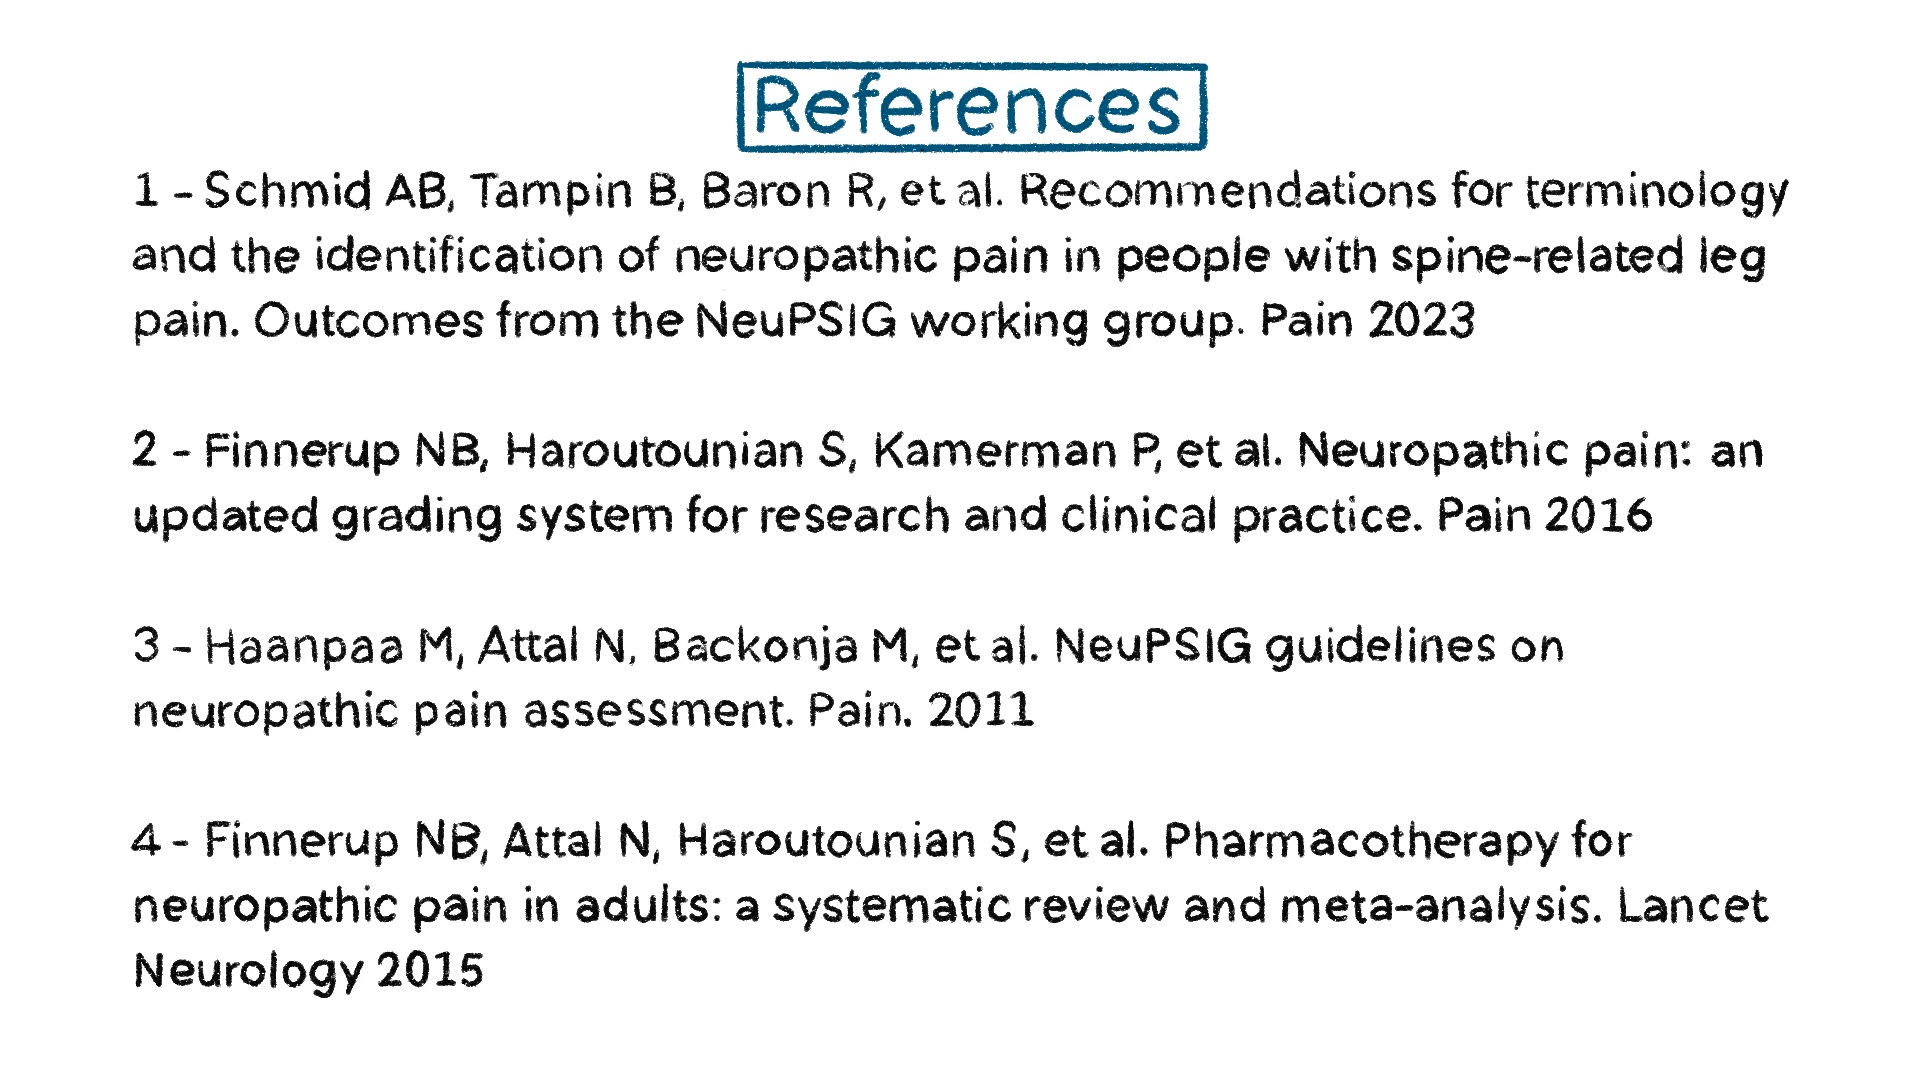 References
1 - Schmid AB, Tampin B, Baron R, et al. Recommendations for terminology
and the identification of neuropathic pain in people with spine-related leg
pain. Outcomes from the NeuPSIG working group. Pain 2023
2 - Finnerup NB, Haroutounian S, Kamerman P, et al. Neuropathic pain: an
updated grading system for research and clinical practice. Pain 2016
3 - Haanpaa M, Attal N, Backonja M, et al. NeuPSIG guidelines on
neuropathic pain assessment. Pain. 2011
4 - Finnerup NB, Attal N, Haroutounian S, et al. Pharmacotherapy for
neuropathic pain in adults: a systematic review and meta-analysis. Lancet
Neurology 2015